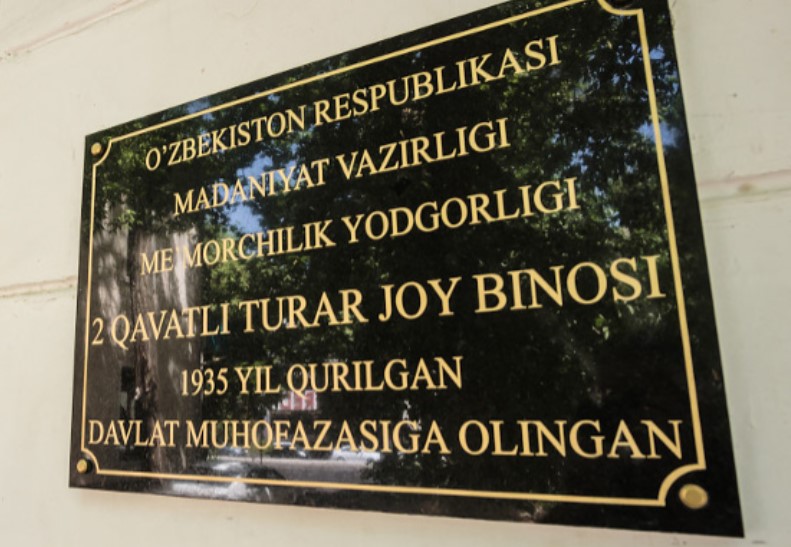 O'ZBEKISTON RESPUBLIKASI
MADANIYAT VAZIRLIGI
ME'MORCHILIK YODGORLIGI
2 QAVATLI TURAR JOY BINOSI
1935 YIL QURILGAN
DAVLAT MUHOFAZASIGA OLINGAN